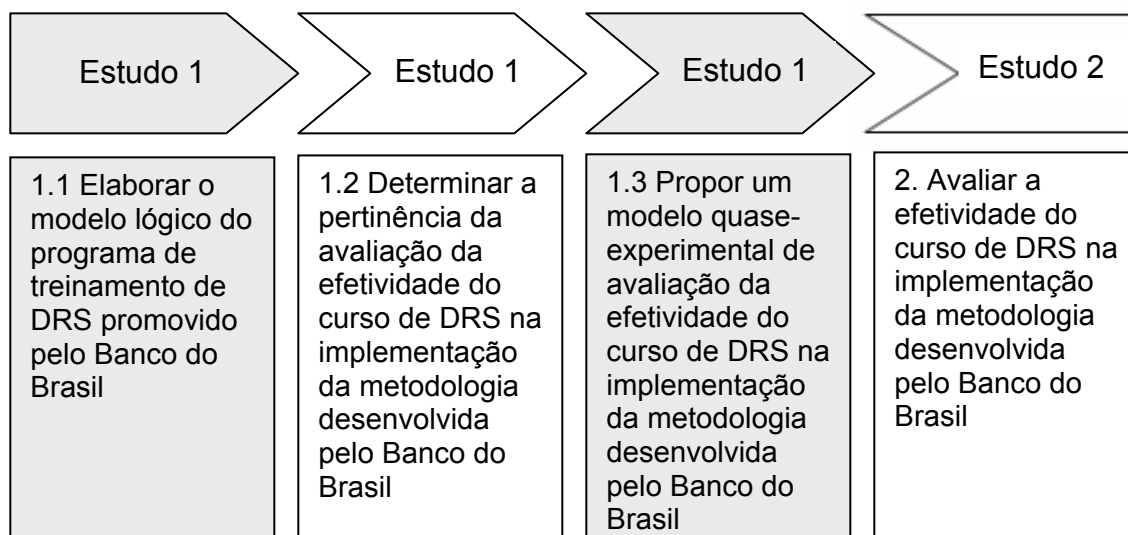 Estudo 1
Estudo 1
Estudo 1
Estudo 2
1.1 Elaborar o
modelo lógico do
programa de
treinamento de
DRS promovido
pelo Banco do
Brasil
1.2 Determinar a
pertinência da
avaliação da
efetividade do
curso de DRS na
implementação
da metodologia
desenvolvida
pelo Banco do
Brasil
1.3 Propor um
modelo quase-
experimental de
avaliação da
efetividade do
curso de DRS na
implementação
da metodologia
desenvolvida
pelo Banco do
Brasil
2. Avaliar a
efetividade do
curso de DRS na
implementação
da metodologia
desenvolvida
pelo Banco do
Brasil